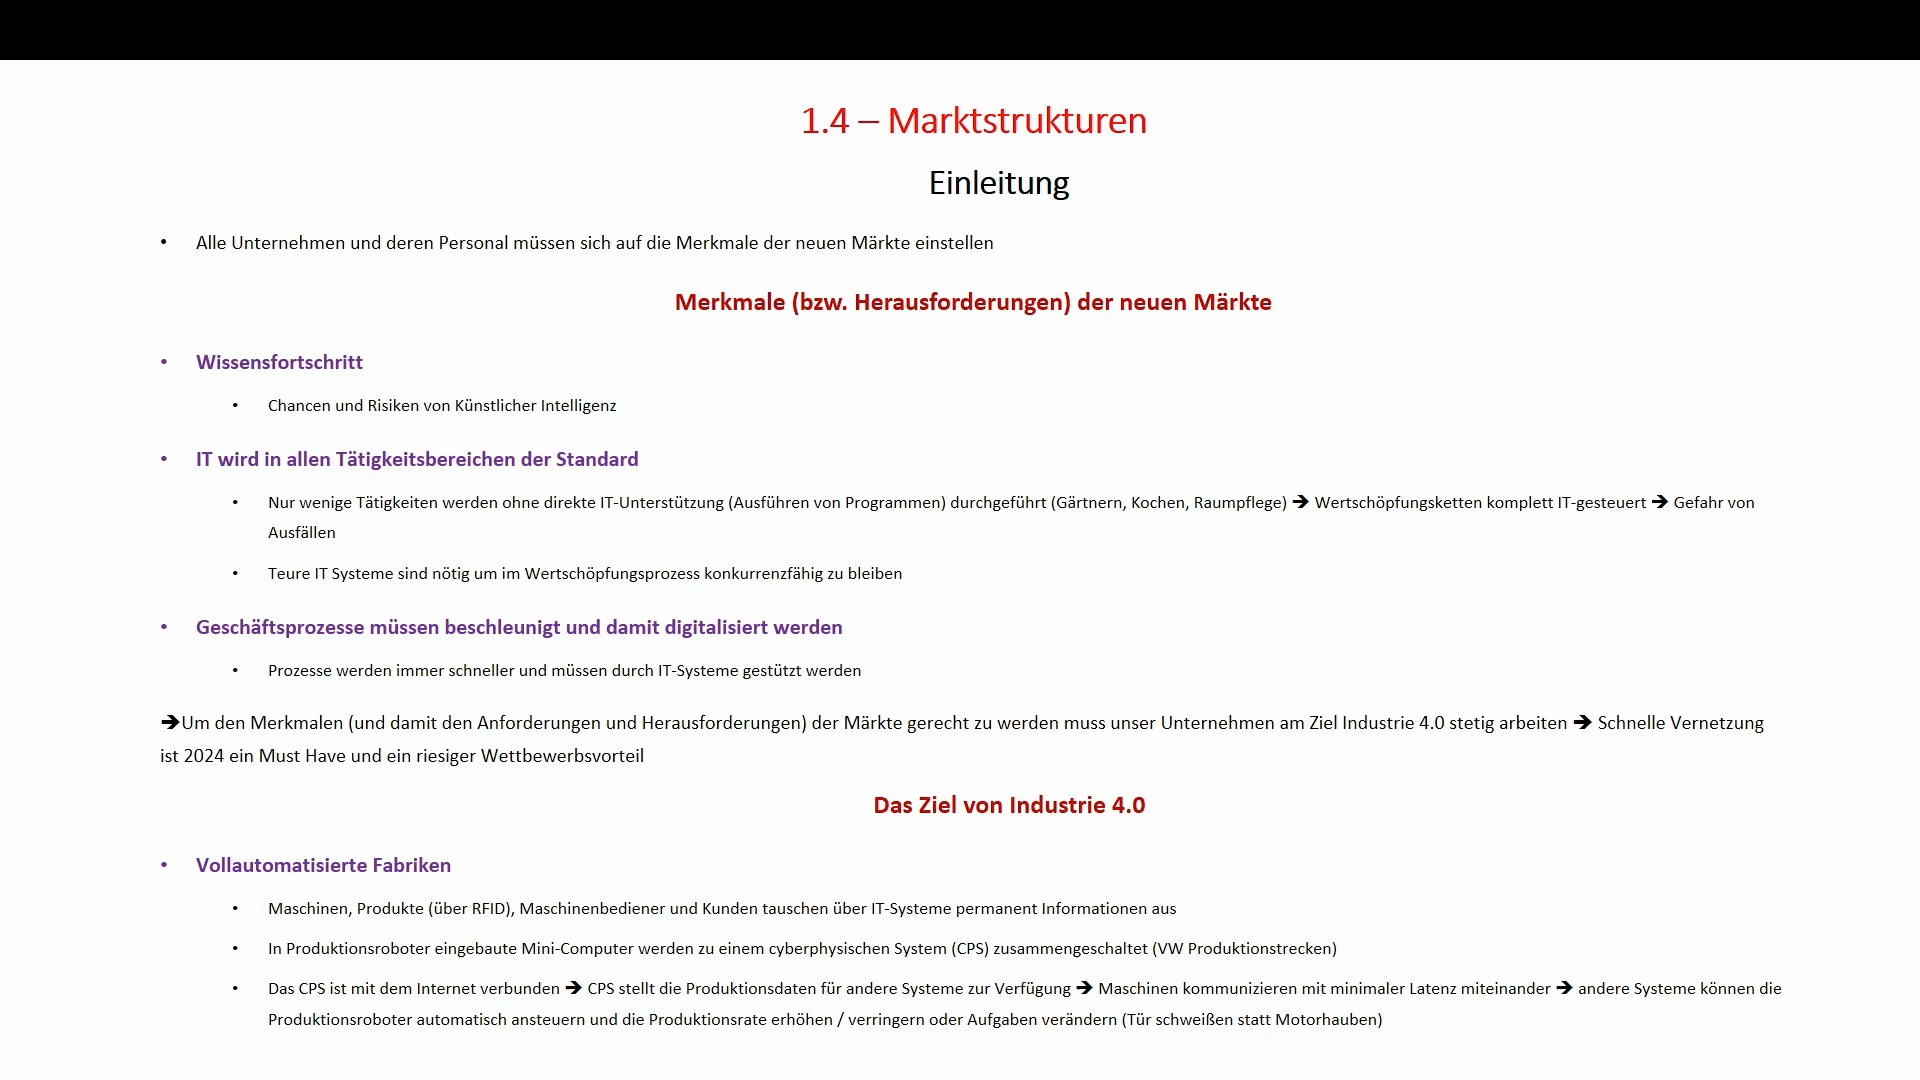 1.4 – Marktstrukturen
Einleitung
• Alle Unternehmen und deren Personal müssen sich auf die Merkmale der neuen Märkte einstellen
Merkmale (bzw. Herausforderungen) der neuen Märkte
• Wissensfortschritt
• Chancen und Risiken von Künstlicher Intelligenz
• IT wird in allen Tätigkeitsbereichen der Standard
• Nur wenige Tätigkeiten werden ohne direkte IT-Unterstützung (Ausführen von Programmen) durchgeführt (Gärtnern, Kochen, Raumpflege) ➔ Wertschöpfungsketten komplett IT-gesteuert ➔ Gefahr von
Ausfällen
• Teure IT Systeme sind nötig um im Wertschöpfungsprozess konkurrenzfähig zu bleiben
• Geschäftsprozesse müssen beschleunigt und damit digitalisiert werden
• Prozesse werden immer schneller und müssen durch IT-Systeme gestützt werden
➔Um den Merkmalen (und damit den Anforderungen und Herausforderungen) der Märkte gerecht zu werden muss unser Unternehmen am Ziel Industrie 4.0 stetig arbeiten ➔ Schnelle Vernetzung
ist 2024 ein Must Have und ein riesiger Wettbewerbsvorteil
Das Ziel von Industrie 4.0
• Vollautomatisierte Fabriken
• Maschinen, Produkte (über RFID), Maschinenbediener und Kunden tauschen über IT-Systeme permanent Informationen aus
• In Produktionsroboter eingebaute Mini-Computer werden zu einem cyberphysischen System (CPS) zusammengeschaltet (VW Produktionstrecken)
• Das CPS ist mit dem Internet verbunden ➔ CPS stellt die Produktionsdaten für andere Systeme zur Verfügung ➔ Maschinen kommunizieren mit minimaler Latenz miteinander ➔ andere Systeme können die
Produktionsroboter automatisch ansteuern und die Produktionsrate erhöhen / verringern oder Aufgaben verändern (Tür schweißen statt Motorhauben)